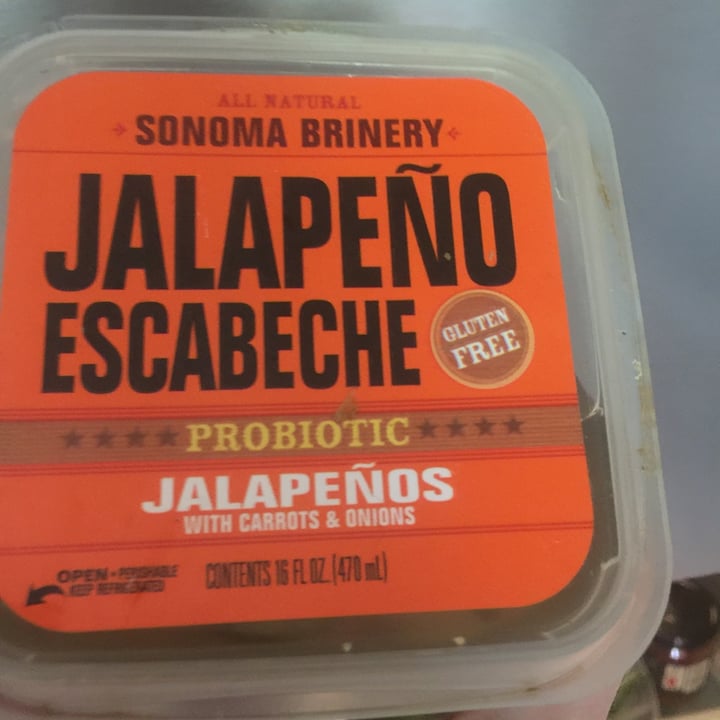 ALL NATURAL
SONOMA BRINERY
JALAPEÑO
ESCABECHE
GLUTEN
FREE
PROBIOTIC
JALAPEÑOS
WITH CARROTS & ONIONS
OPEN • PERISHABLE
KEEP REFRIGERATED
CONTENTS 16 FL OZ. (470 mL)